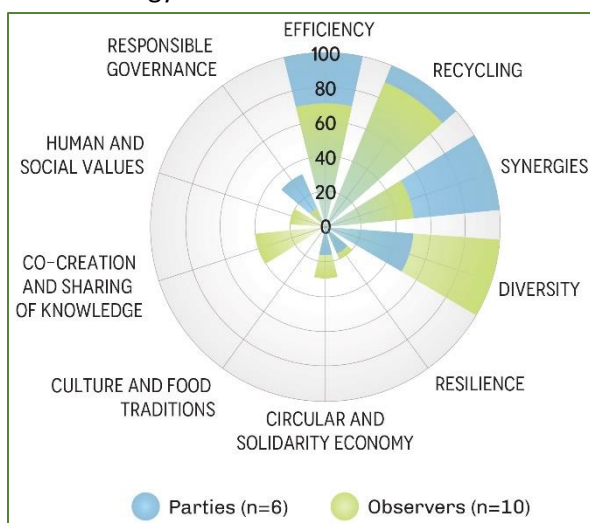 EFFICIENCY
RESPONSIBLE
GOVERNANCE
RECYCLING
HUMAN AND
SOCIAL VALUES
SYNERGIES
CO-CREATION
AND SHARING
OF KNOWLEDGE
DIVERSITY
CULTURE AND FOOD
TRADITIONS
RESILIENCE
CIRCULAR AND
SOLIDARITY ECONOMY
100
80
60
40
20
0
Parties (n=6)
Observers (n=10)